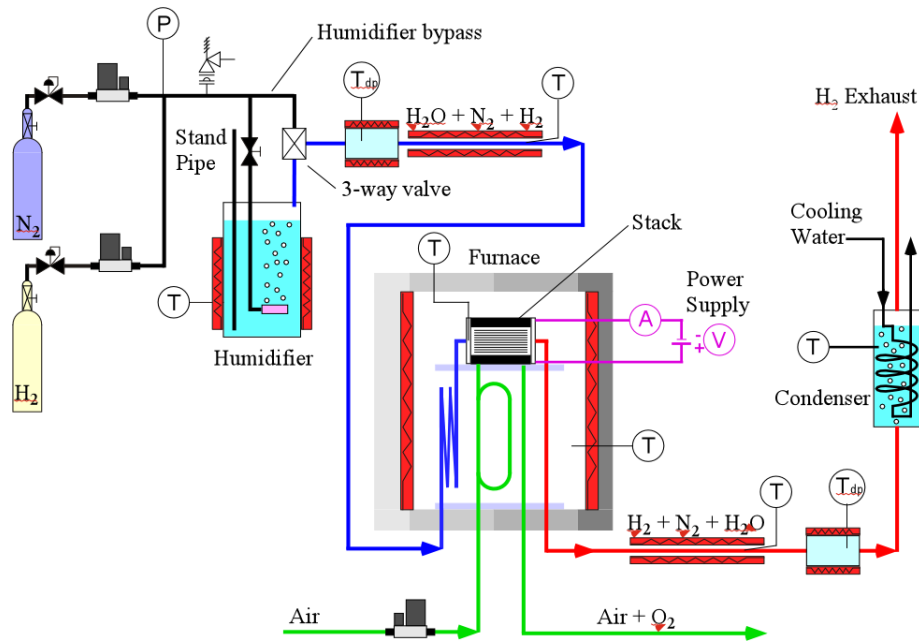 P
Humidifier bypass
Tdp
T
H2O + N2 + H2
H2 Exhaust
Stand
Pipe
3-way valve
N2
Cooling
Water
Stack
T
Furnace
Power
Supply
A
- +
V
T
Humidifier
T
Condenser
H2
T
H2 + N2 + H2O
T
Tdp
Air
Air + O2